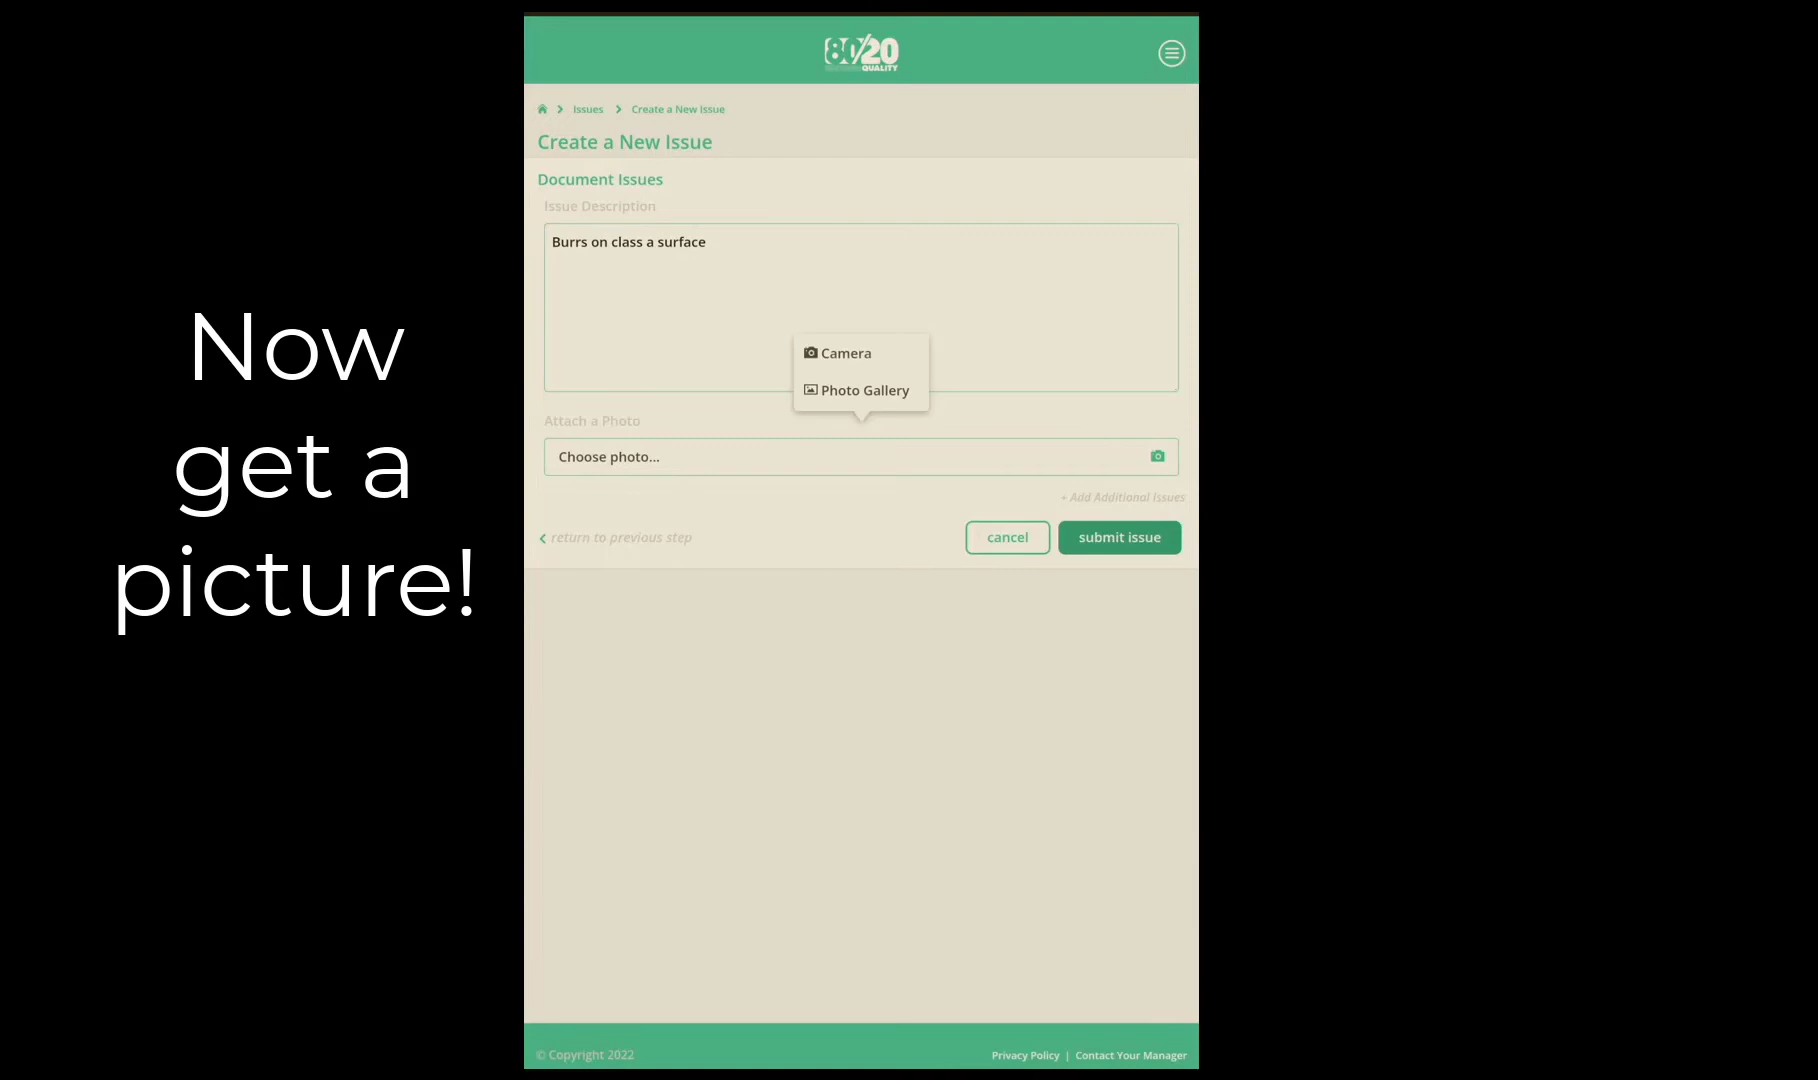 Now
get a
picture!
80/20
QUALITY
Issues
Create a New Issue
Create a New Issue
Document Issues
Issue Description
Burrs on class a surface
Camera
Photo Gallery
Attach a Photo
Choose photo...
+ Add Additional Issues
return to previous step
cancel
submit issue
© Copyright 2022
Privacy Policy | Contact Your Manager